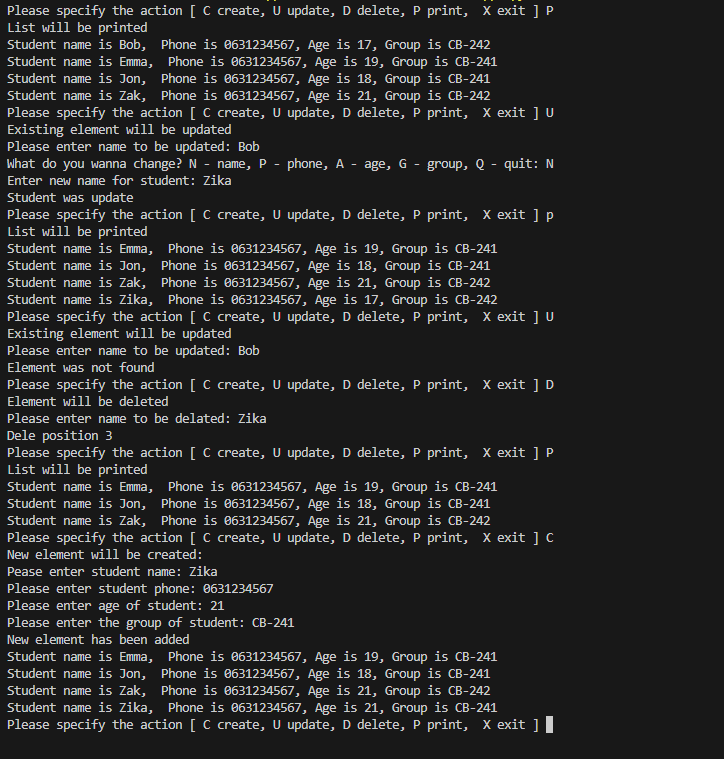 Please specify the action [ C create, U update, D delete, P print,  X exit ] P
List will be printed
Student name is Bob,  Phone is 0631234567, Age is 17, Group is CB-242
Student name is Emma,  Phone is 0631234567, Age is 19, Group is CB-241
Student name is Jon,  Phone is 0631234567, Age is 18, Group is CB-241
Student name is Zak,  Phone is 0631234567, Age is 21, Group is CB-242
Please specify the action [ C create, U update, D delete, P print,  X exit ] U
Existing element will be updated
Please enter name to be updated: Bob
What do you wanna change? N - name, P - phone, A - age, G - group, Q - quit: N
Enter new name for student: Zika
Student was update
Please specify the action [ C create, U update, D delete, P print,  X exit ] p
List will be printed
Student name is Emma,  Phone is 0631234567, Age is 19, Group is CB-241
Student name is Jon,  Phone is 0631234567, Age is 18, Group is CB-241
Student name is Zak,  Phone is 0631234567, Age is 21, Group is CB-242
Student name is Zika,  Phone is 0631234567, Age is 17, Group is CB-242
Please specify the action [ C create, U update, D delete, P print,  X exit ] U
Existing element will be updated
Please enter name to be updated: Bob
Element was not found
Please specify the action [ C create, U update, D delete, P print,  X exit ] D
Element will be deleted
Please enter name to be delated: Zika
Dele position 3
Please specify the action [ C create, U update, D delete, P print,  X exit ] P
List will be printed
Student name is Emma,  Phone is 0631234567, Age is 19, Group is CB-241
Student name is Jon,  Phone is 0631234567, Age is 18, Group is CB-241
Student name is Zak,  Phone is 0631234567, Age is 21, Group is CB-242
Please specify the action [ C create, U update, D delete, P print,  X exit ] C
New element will be created:
Pease enter student name: Zika
Please enter student phone: 0631234567
Please enter age of student: 21
Please enter the group of student: CB-241
New element has been added
Student name is Emma,  Phone is 0631234567, Age is 19, Group is CB-241
Student name is Jon,  Phone is 0631234567, Age is 18, Group is CB-241
Student name is Zak,  Phone is 0631234567, Age is 21, Group is CB-242
Student name is Zika,  Phone is 0631234567, Age is 21, Group is CB-241
Please specify the action [ C create, U update, D delete, P print,  X exit ]